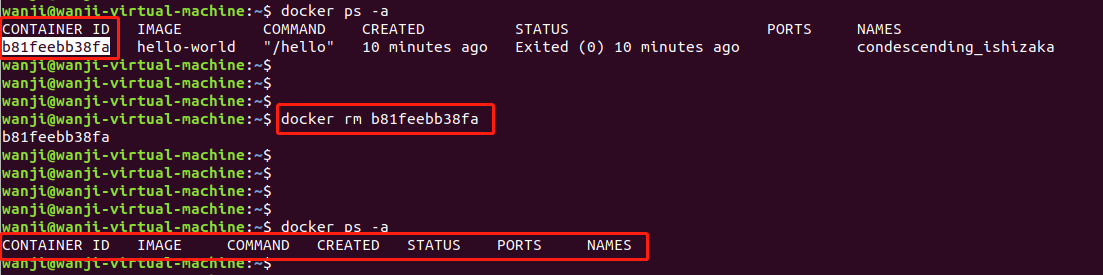 wanji@wanji-virtual-machine:~$ docker ps -a
CONTAINER ID   IMAGE         COMMAND    CREATED          STATUS                      PORTS     NAMES
b81feebb38fa   hello-world   "/hello"   10 minutes ago   Exited (0) 10 minutes ago             condescending_ishizaka
wanji@wanji-virtual-machine:~$
wanji@wanji-virtual-machine:~$
wanji@wanji-virtual-machine:~$
wanji@wanji-virtual-machine:~$ docker rm b81feebb38fa
b81feebb38fa
wanji@wanji-virtual-machine:~$
wanji@wanji-virtual-machine:~$
wanji@wanji-virtual-machine:~$
wanji@wanji-virtual-machine:~$
wanji@wanji-virtual-machine:~$ docker ps -a
CONTAINER ID   IMAGE     COMMAND   CREATED   STATUS    PORTS     NAMES
wanji@wanji-virtual-machine:~$